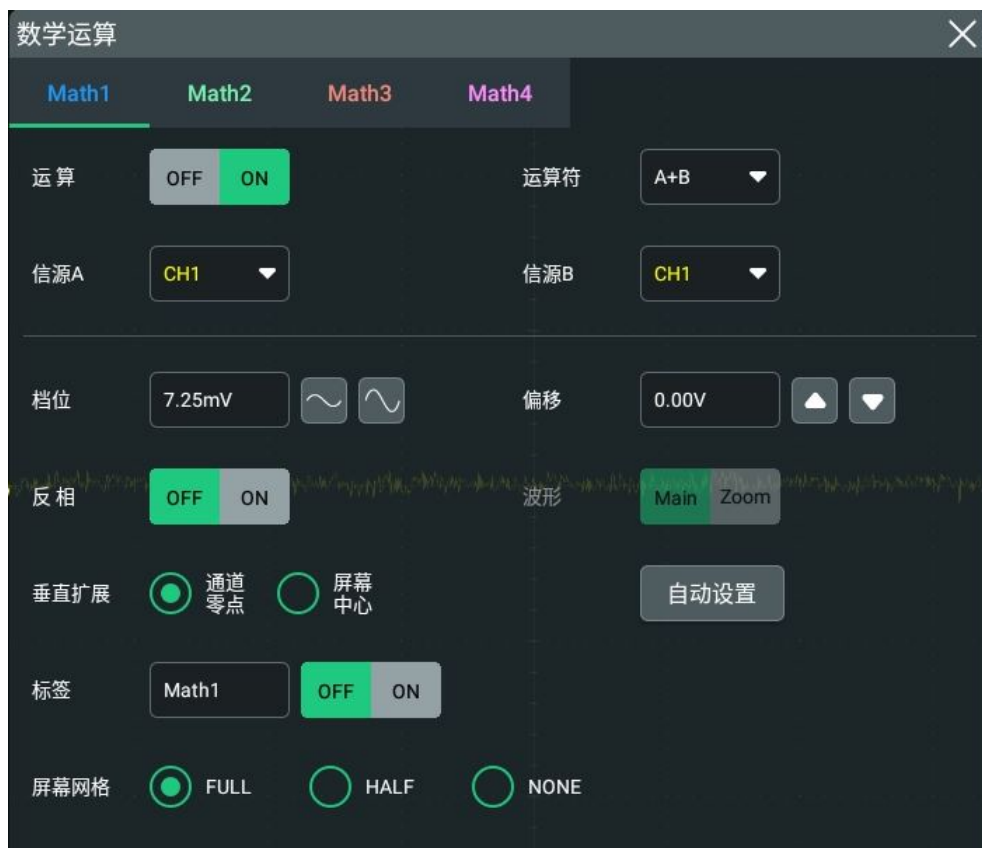 数学运算
Math1 Math2 Math3 Math4
运算 OFF ON 运算符 A+B
信源A CH1 信源B CH1
档位 7.25mV 偏移 0.00V
反相 OFF ON 波形 Main Zoom
垂直扩展 通道零点 屏幕中心 自动设置
标签 Math1 OFF ON
屏幕网格 FULL HALF NONE